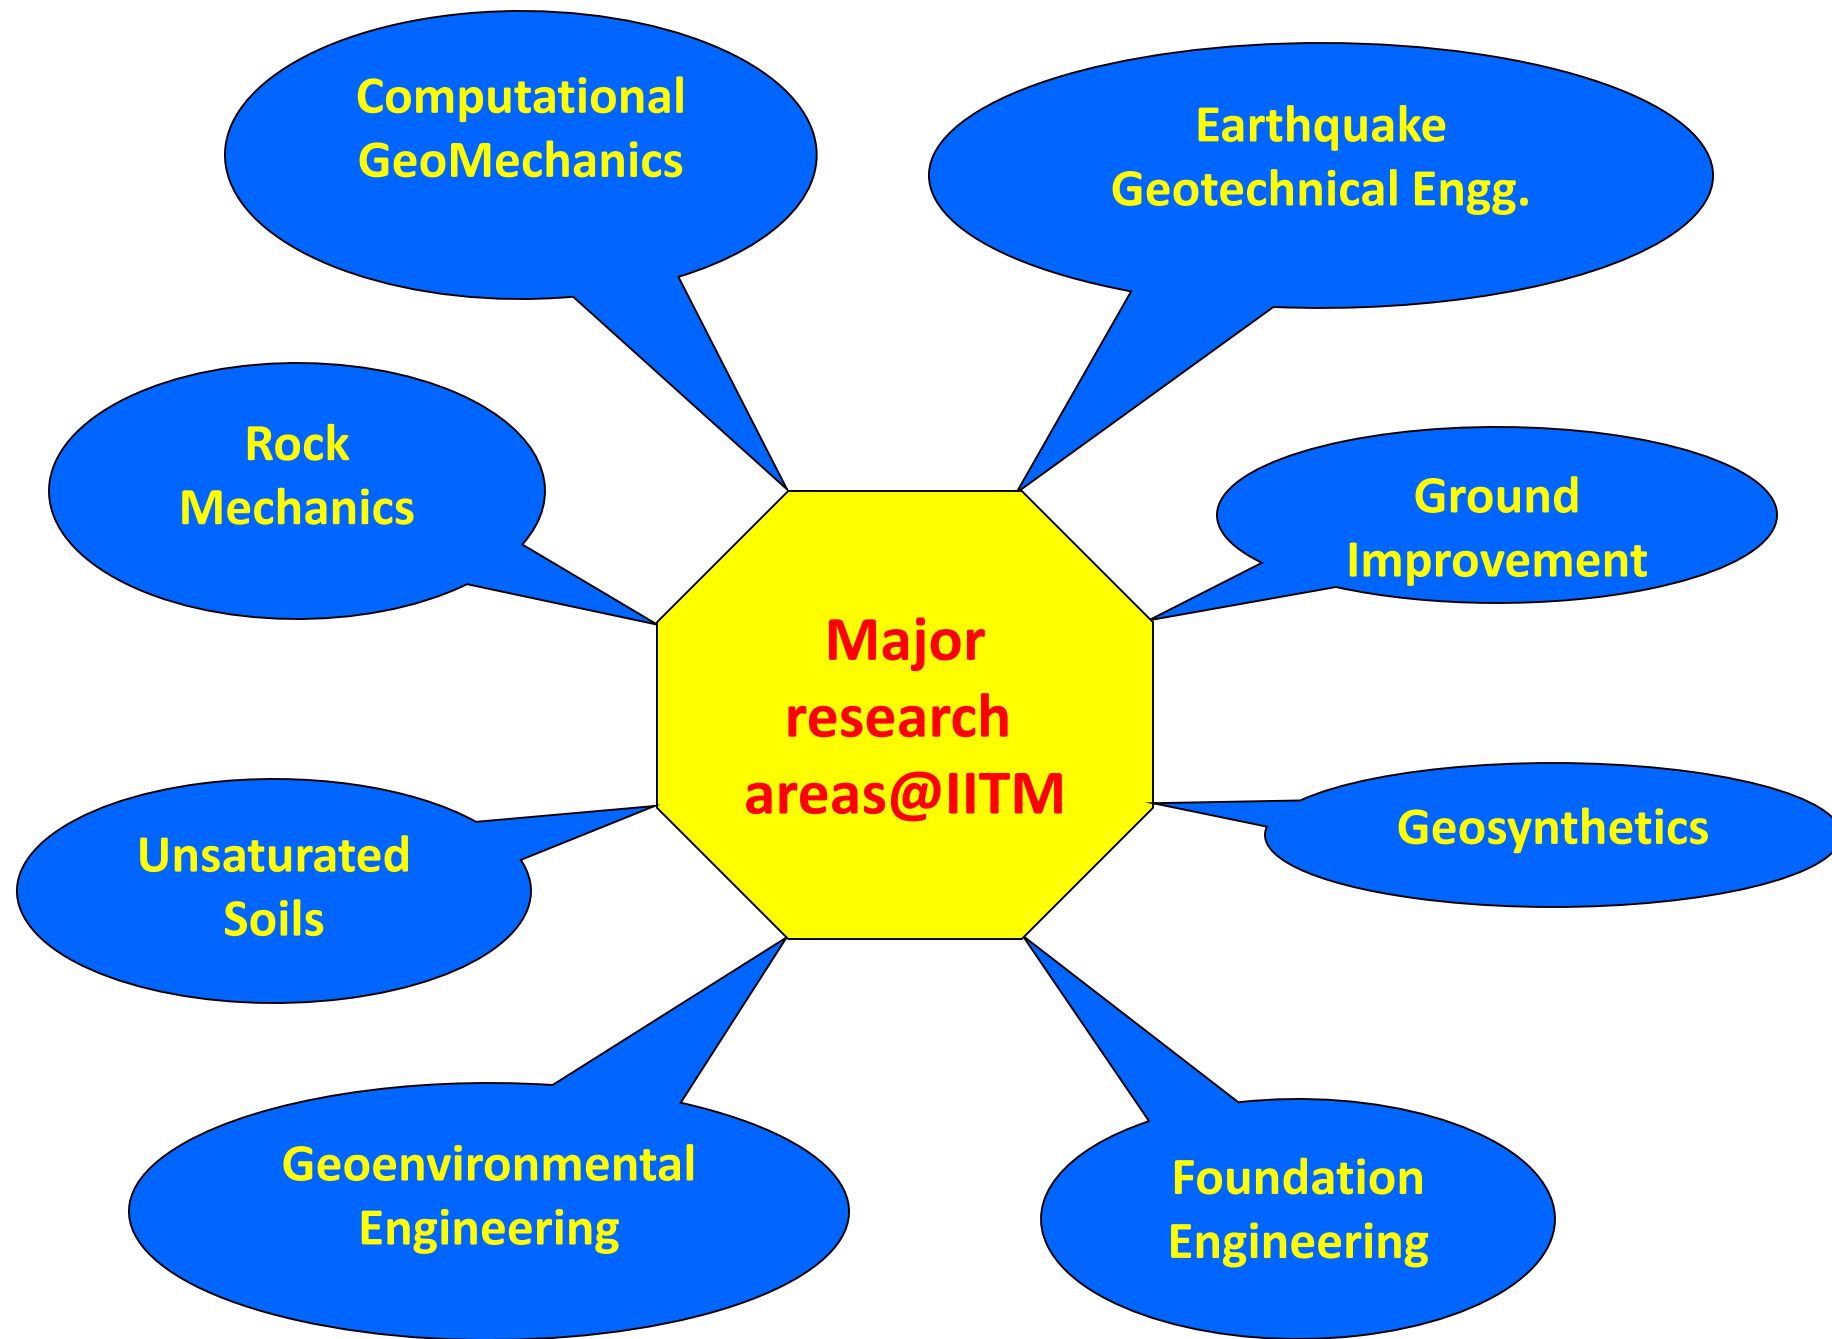 Computational
GeoMechanics
Earthquake
Geotechnical Engg.
Rock
Mechanics
Ground
Improvement
Major
research
areas@IITM
Unsaturated
Soils
Geosynthetics
Geoenvironmental
Engineering
Foundation
Engineering